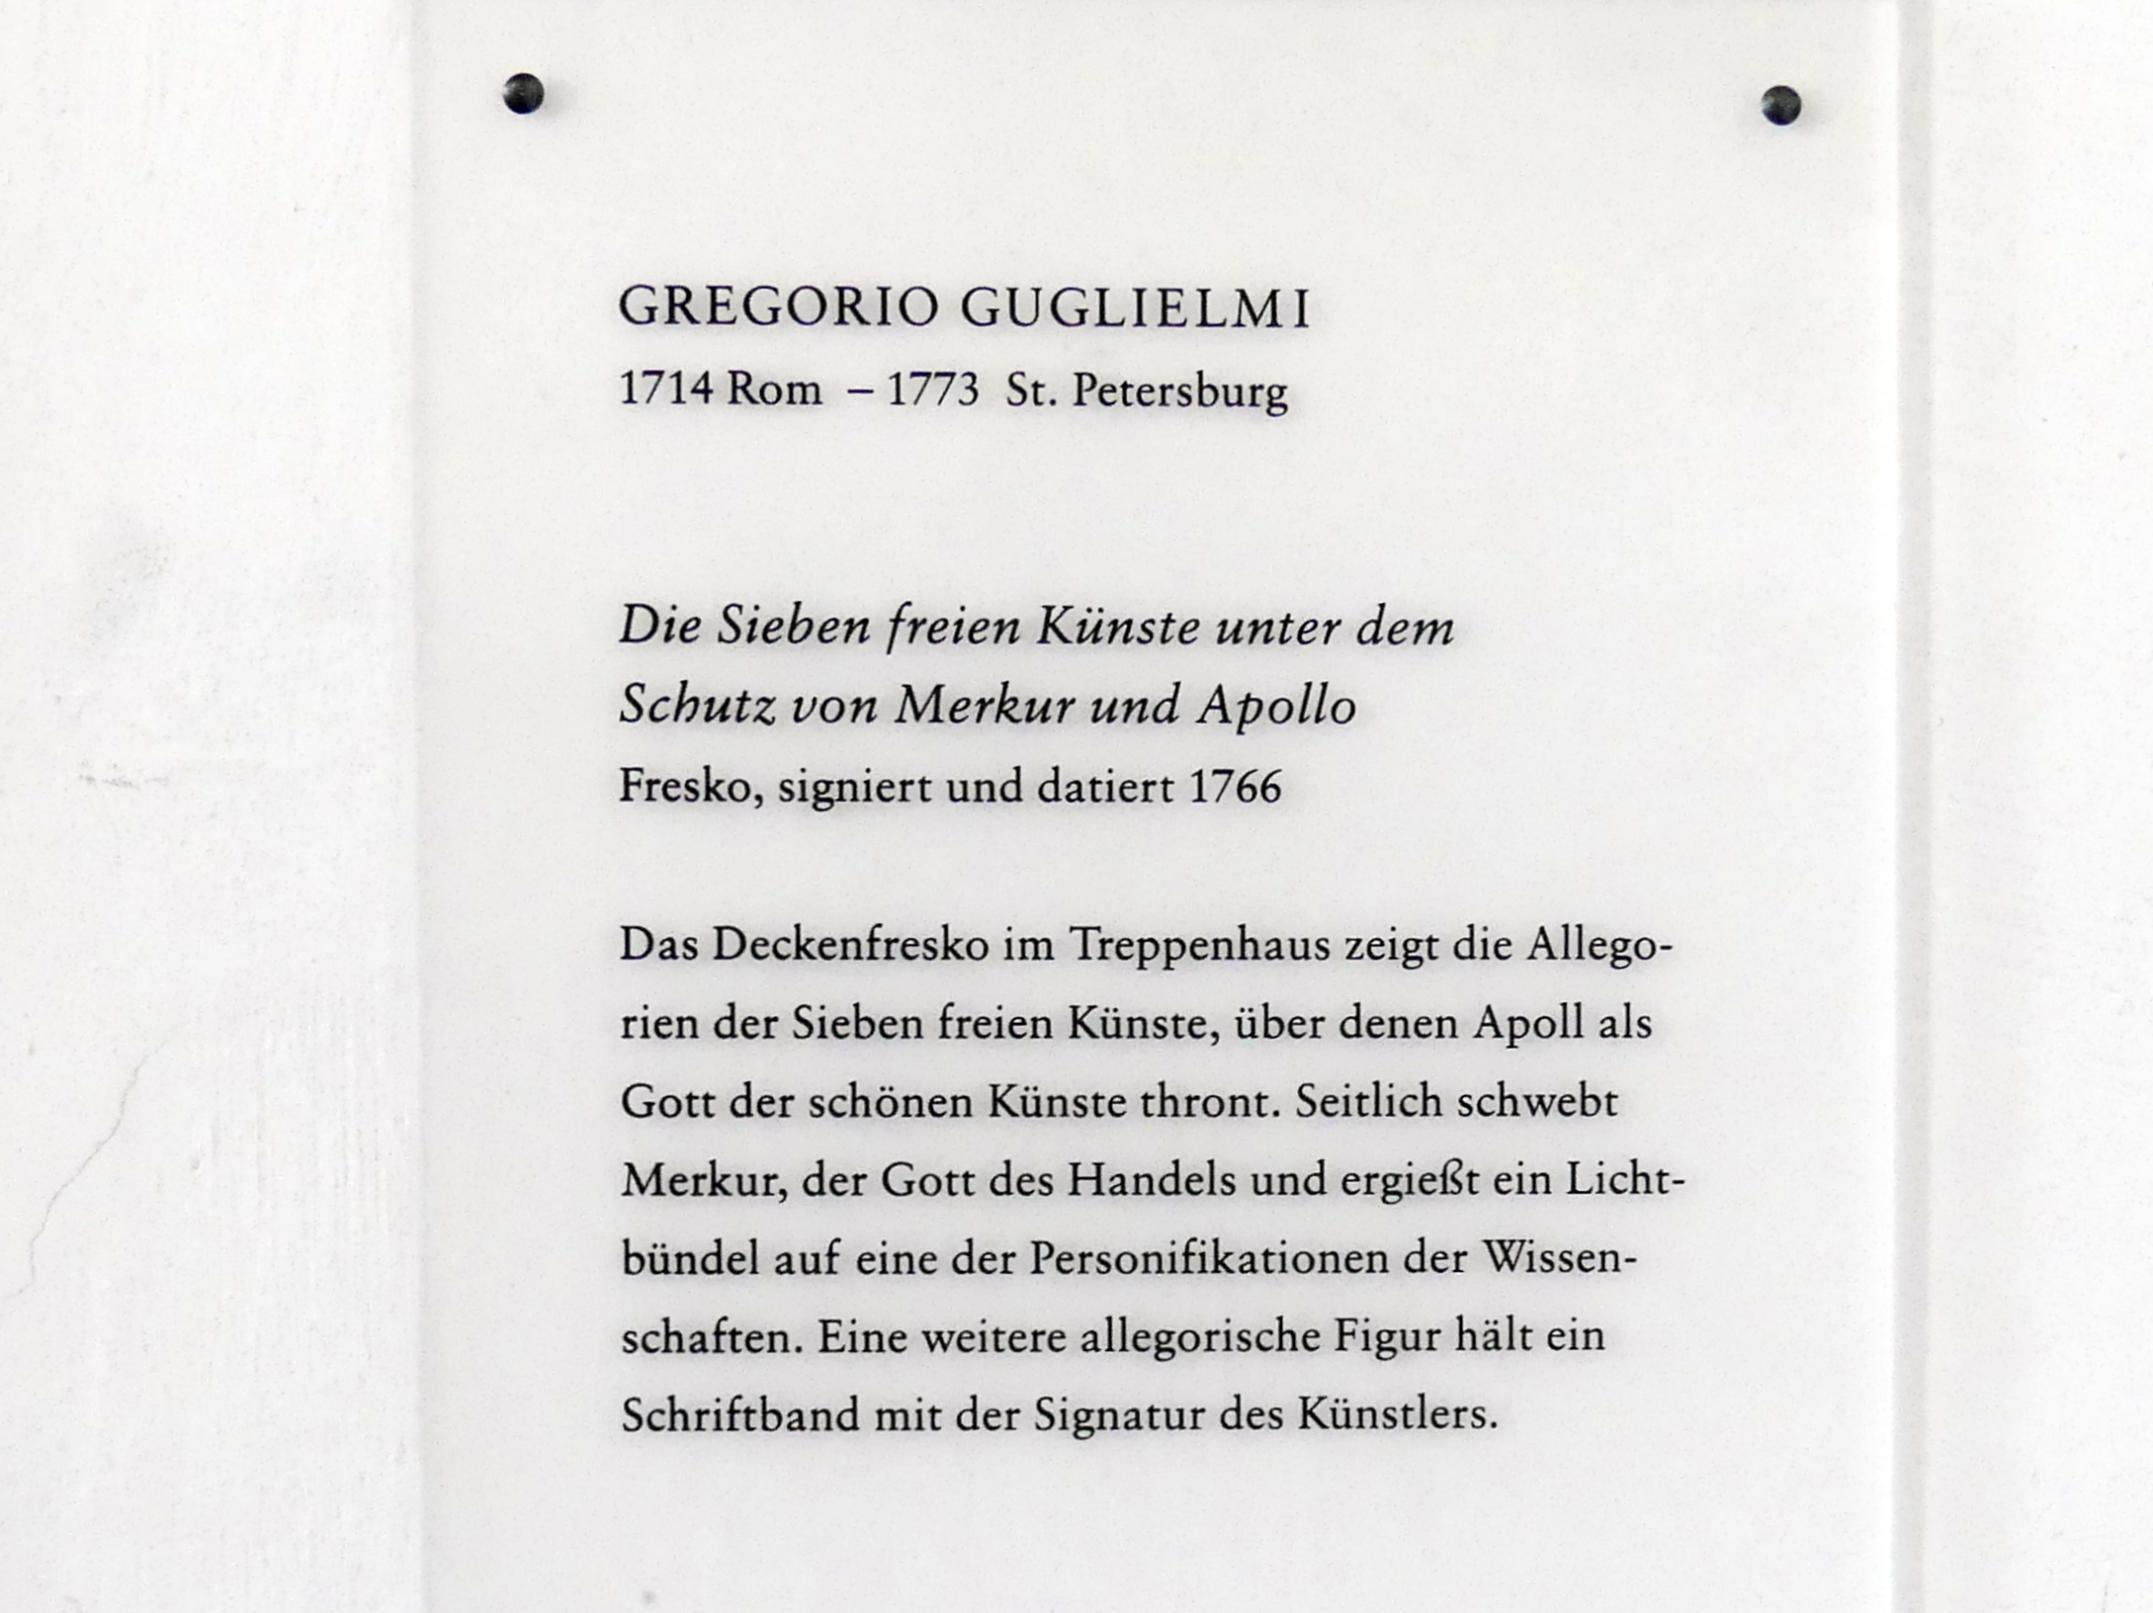 GREGORIO GUGLIELMI
1714 Rom – 1773 St. Petersburg
Die Sieben freien Künste unter dem
Schutz von Merkur und Apollo
Fresko, signiert und datiert 1766
Das Deckenfresko im Treppenhaus zeigt die Allego-
rien der Sieben freien Künste, über denen Apoll als
Gott der schönen Künste thront. Seitlich schwebt
Merkur, der Gott des Handels und ergießt ein Licht-
bündel auf eine der Personifikationen der Wissen-
schaften. Eine weitere allegorische Figur hält ein
Schriftband mit der Signatur des Künstlers.